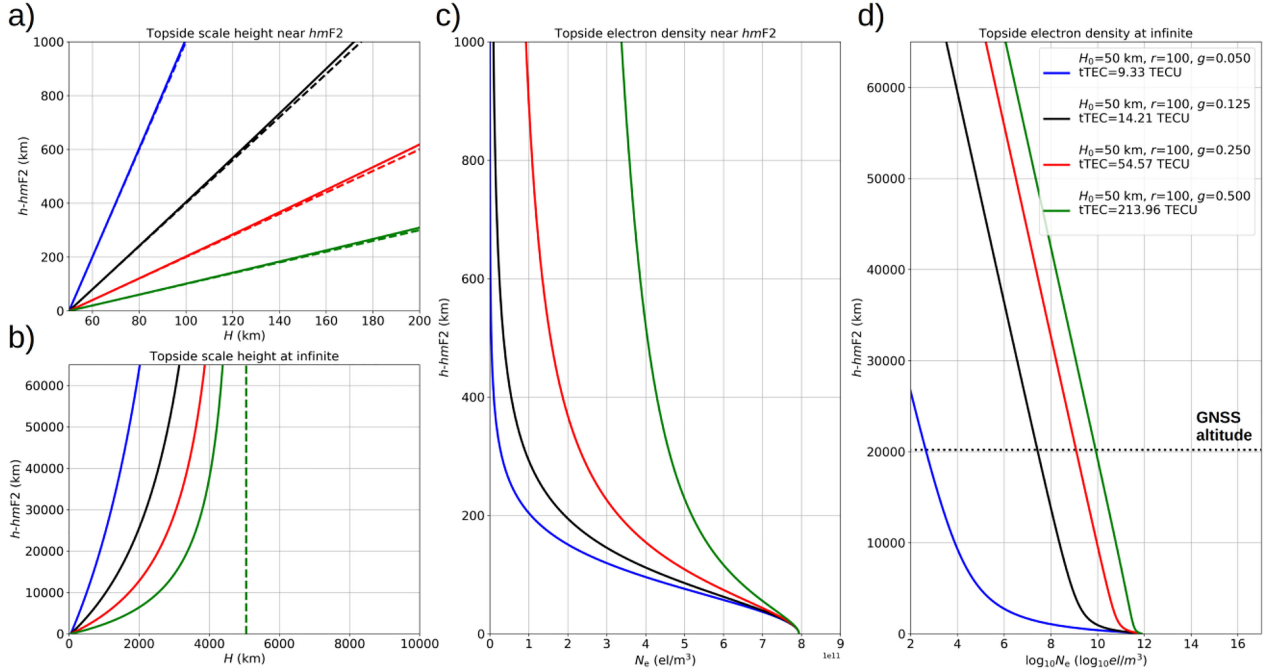 a)
Topside scale height near hmF2
1000
800
600
400
200
0
h-hmF2 (km)
60 80 100 120 140 160 180 200
H (km)
b)
Topside scale height at infinite
60000
50000
40000
30000
20000
10000
0
h-hmF2 (km)
0 2000 4000 6000 8000 10000
H (km)
c)
Topside electron density near hmF2
1000
800
600
400
200
0
h-hmF2 (km)
0 1 2 3 4 5 6 7 8 9
1e11
Ne (el/m³)
d)
Topside electron density at infinite
H₀=50 km, r=100, g=0.050
tTEC=9.33 TECU
H₀=50 km, r=100, g=0.125
tTEC=14.21 TECU
H₀=50 km, r=100, g=0.250
tTEC=54.57 TECU
H₀=50 km, r=100, g=0.500
tTEC=213.96 TECU
GNSS
altitude
60000
50000
40000
30000
20000
10000
0
h-hmF2 (km)
2 4 6 8 10 12 14 16
log₁₀Ne (log₁₀el/m³)